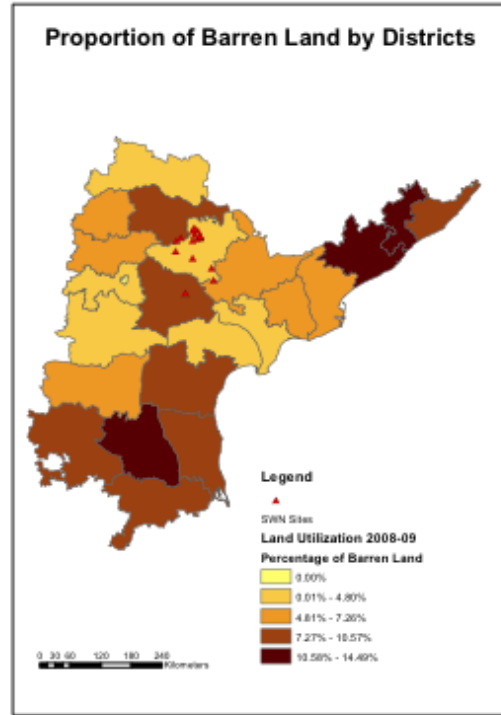 Proportion of Barren Land by Districts
Legend
SWN Sites
Land Utilization 2008-09
Percentage of Barren Land
0.00%
0.01% - 4.80%
4.81% - 7.26%
7.27% - 10.57%
10.58% - 14.49%
0 30 60 120 180 240
Kilometers